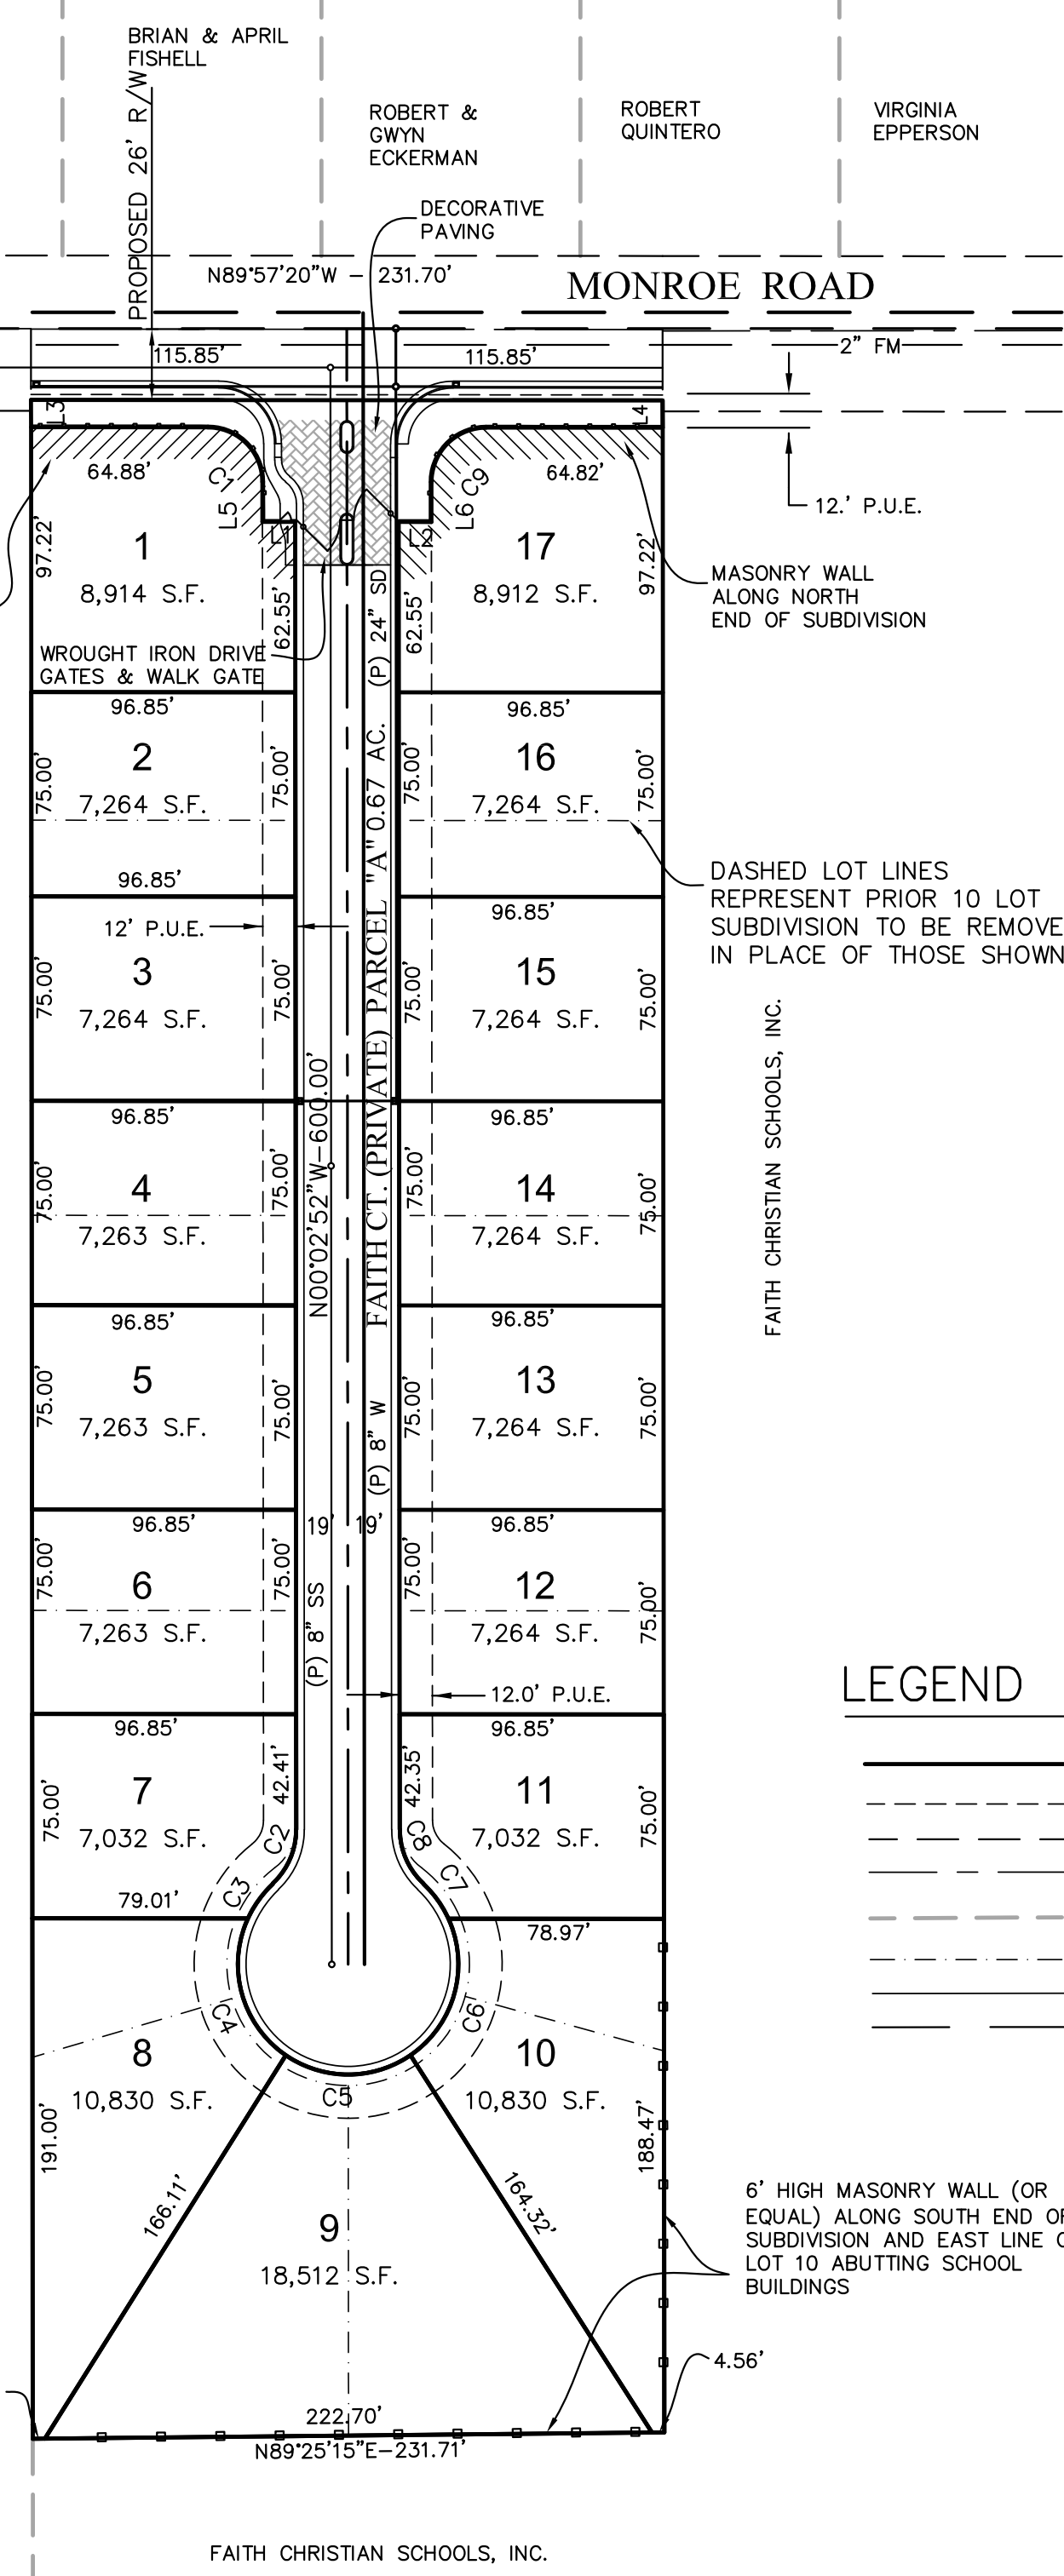 BRIAN & APRIL
FISHELL
PROPOSED 26' R/W
ROBERT &
GWYN
ECKERMAN
ROBERT
QUINTERO
VIRGINIA
EPPERSON
DECORATIVE
PAVING
N89°57'20"W - 231.70'
MONROE ROAD
115.85'
115.85'
2" FM
L3
L4
64.88'
64.82'
C1
C9
L5
L6
L1
L2
12.' P.U.E.
97.22'
1
8,914 S.F.
62.55'
62.55'
17
8,912 S.F.
97.22'
MASONRY WALL
ALONG NORTH
END OF SUBDIVISION
WROUGHT IRON DRIVE
GATES & WALK GATE
(P) 24" SD
96.85'
96.85'
75.00'
2
7,264 S.F.
75.00'
75.00'
16
7,264 S.F.
75.00'
DASHED LOT LINES
REPRESENT PRIOR 10 LOT
SUBDIVISION TO BE REMOVE
IN PLACE OF THOSE SHOWN
96.85'
96.85'
12' P.U.E.
75.00'
3
7,264 S.F.
75.00'
75.00'
15
7,264 S.F.
75.00'
FAITH CT. (PRIVATE) PARCEL "A" 0.67 AC.
N00°02'52"W-600.00'
FAITH CHRISTIAN SCHOOLS, INC.
96.85'
96.85'
75.00'
4
7,263 S.F.
75.00'
75.00'
14
7,264 S.F.
75.00'
96.85'
96.85'
75.00'
5
7,263 S.F.
75.00'
75.00'
13
7,264 S.F.
75.00'
(P) 8" W
96.85'
19'
19'
96.85'
75.00'
6
7,263 S.F.
75.00'
75.00'
12
7,264 S.F.
75.00'
(P) 8" SS
12.0' P.U.E.
LEGEND
96.85'
96.85'
75.00'
7
7,032 S.F.
42.41'
42.35'
11
7,032 S.F.
75.00'
C2
C8
C3
C7
79.01'
78.97'
C4
C6
C5
8
10,830 S.F.
191.00'
10
10,830 S.F.
188.47'
166.11'
164.32'
9
18,512 S.F.
6' HIGH MASONRY WALL (OR
EQUAL) ALONG SOUTH END OF
SUBDIVISION AND EAST LINE O
LOT 10 ABUTTING SCHOOL
BUILDINGS
4.56'
222.70'
N89°25'15"E-231.71'
FAITH CHRISTIAN SCHOOLS, INC.